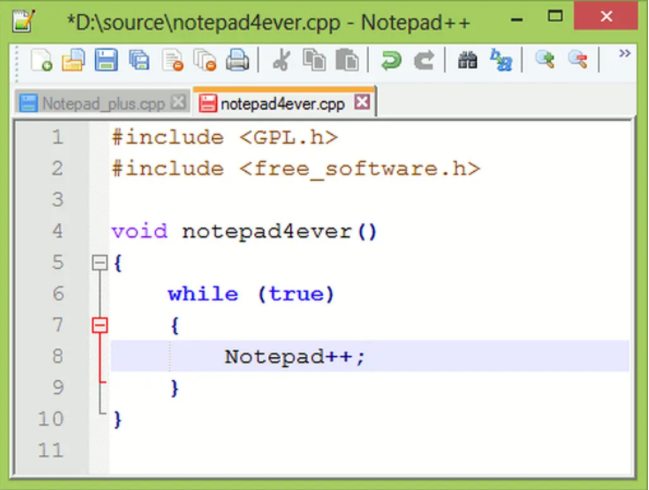 *D:\source\notepad4ever.cpp - Notepad++
Notepad_plus.cpp notepad4ever.cpp
1 #include <GPL.h>
2 #include <free_software.h>
3
4 void notepad4ever()
5 {
6 while (true)
7 {
8 Notepad++;
9 }
10 }
11